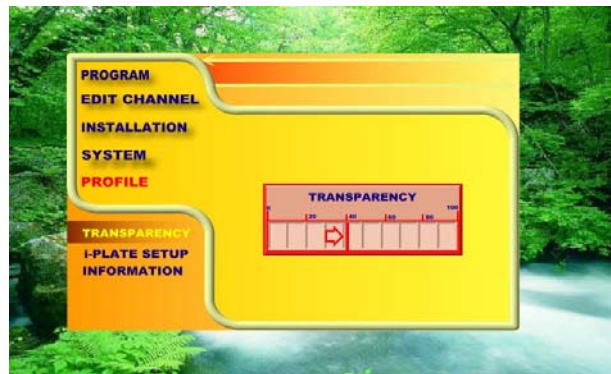 PROGRAM
EDIT CHANNEL
INSTALLATION
SYSTEM
PROFILE
TRANSPARENCY
i-PLATE SETUP
INFORMATION
TRANSPARENCY
0 20 40 60 80 100